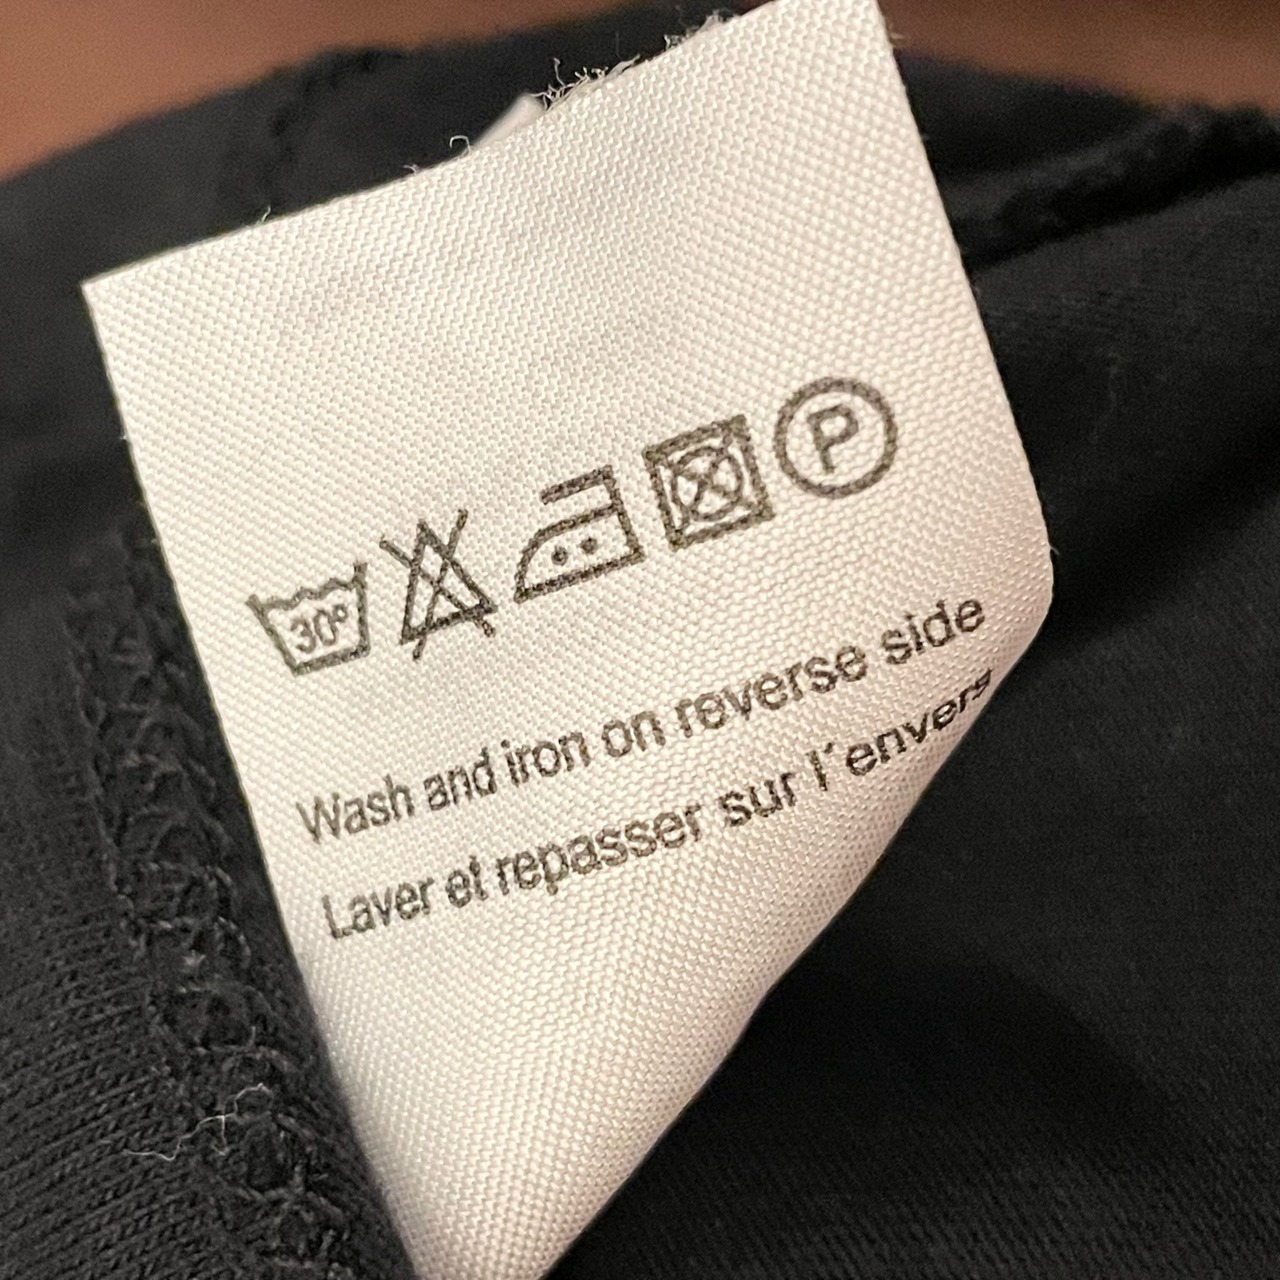 30° P
Wash and iron on reverse side
Laver et repasser sur l´envers